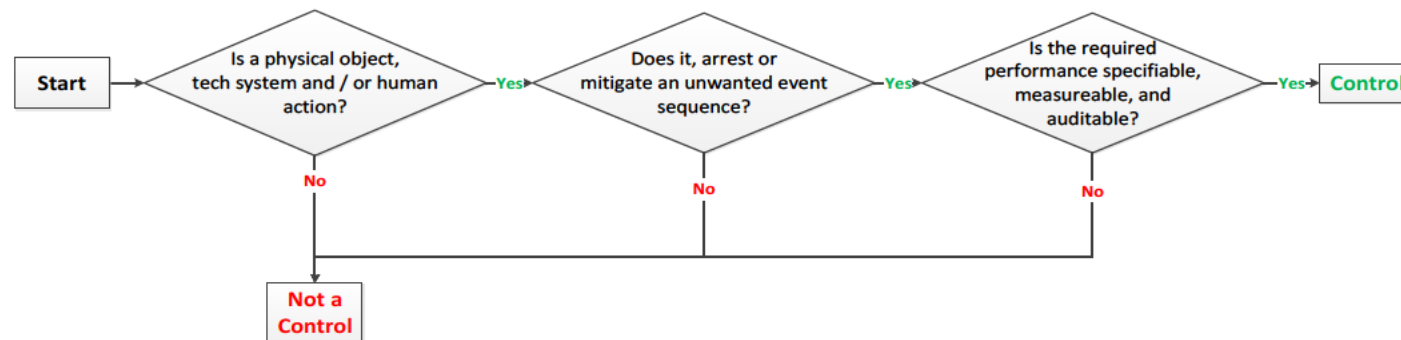 Start
Is a physical object,
tech system and / or human
action?
Yes
Does it, arrest or
mitigate an unwanted event
sequence?
Yes
Is the required
performance specifiable,
measureable, and
auditable?
Yes
Control
No
No
No
Not a
Control